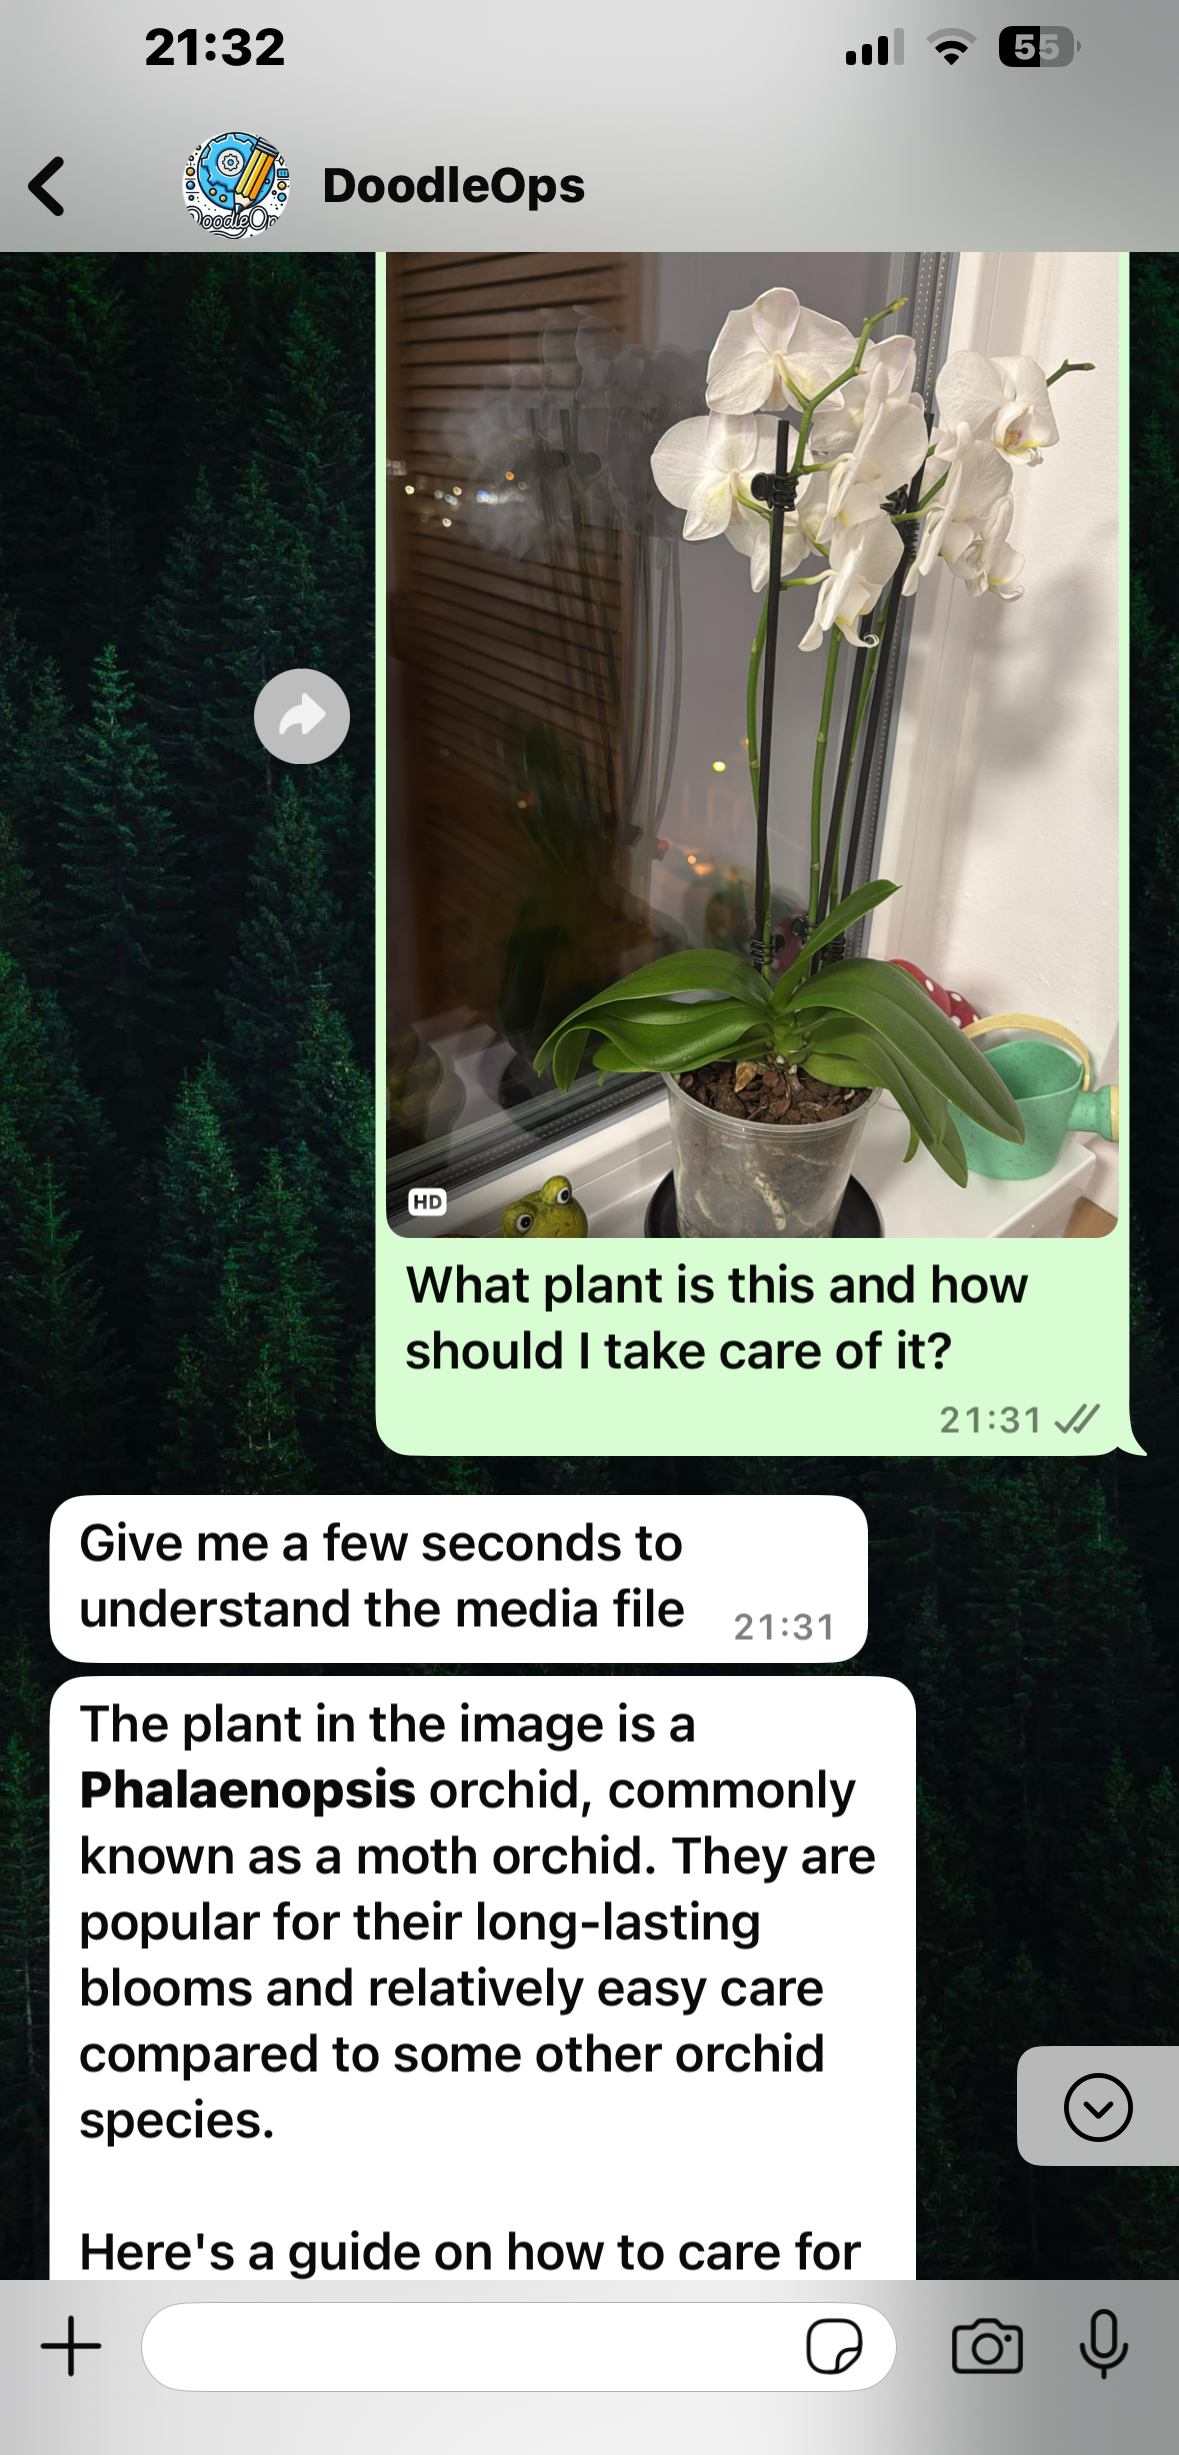 21:32
55
DoodleOps
DoodleOps
HD
What plant is this and how
should I take care of it?
21:31
Give me a few seconds to
understand the media file
21:31
The plant in the image is a
Phalaenopsis orchid, commonly
known as a moth orchid. They are
popular for their long-lasting
blooms and relatively easy care
compared to some other orchid
species.
Here's a guide on how to care for